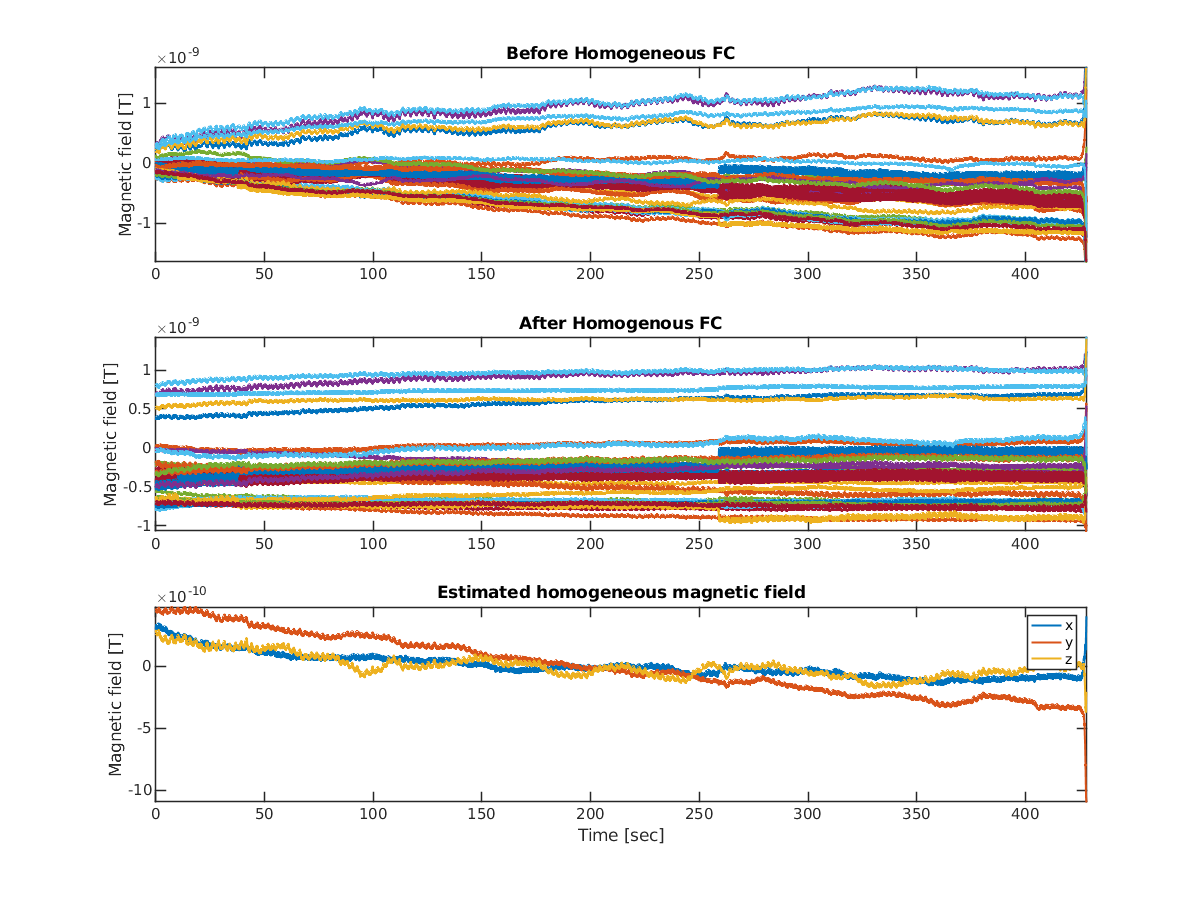 Before Homogeneous FC
×10-9
Magnetic field [T]
1
0
-1
0 50 100 150 200 250 300 350 400
After Homogenous FC
×10-9
Magnetic field [T]
1
0.5
0
-0.5
-1
0 50 100 150 200 250 300 350 400
Estimated homogeneous magnetic field
×10-10
Magnetic field [T]
0
-5
-10
x
y
z
0 50 100 150 200 250 300 350 400
Time [sec]